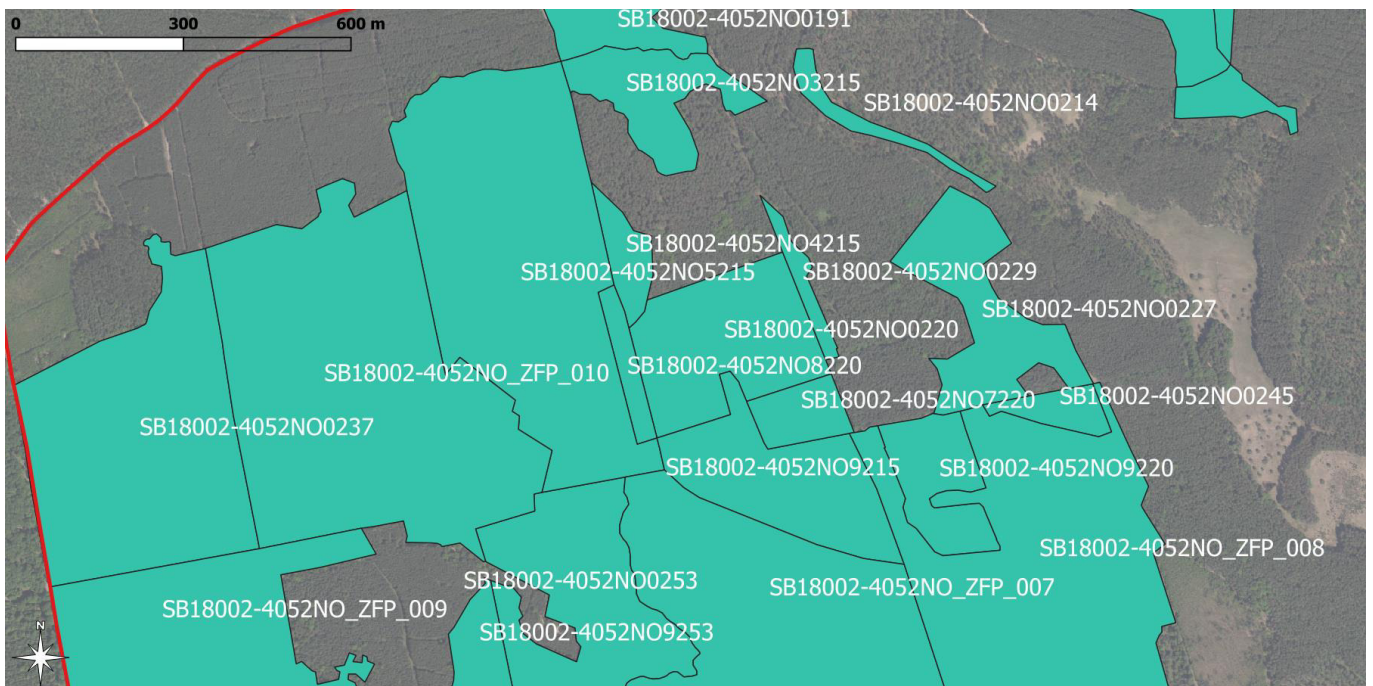 0 300 600 m
SB18002-4052NO0191
SB18002-4052NO3215
SB18002-4052NO0214
SB18002-4052NO4215
SB18002-4052NO5215
SB18002-4052NO0229
SB18002-4052NO0227
SB18002-4052NO0220
SB18002-4052NO8220
SB18002-4052NO_ZFP_010
SB18002-4052NO7220
SB18002-4052NO0245
SB18002-4052NO0237
SB18002-4052NO9215
SB18002-4052NO9220
SB18002-4052NO_ZFP_008
SB18002-4052NO0253
SB18002-4052NO_ZFP_007
SB18002-4052NO_ZFP_009
SB18002-4052NO9253
N